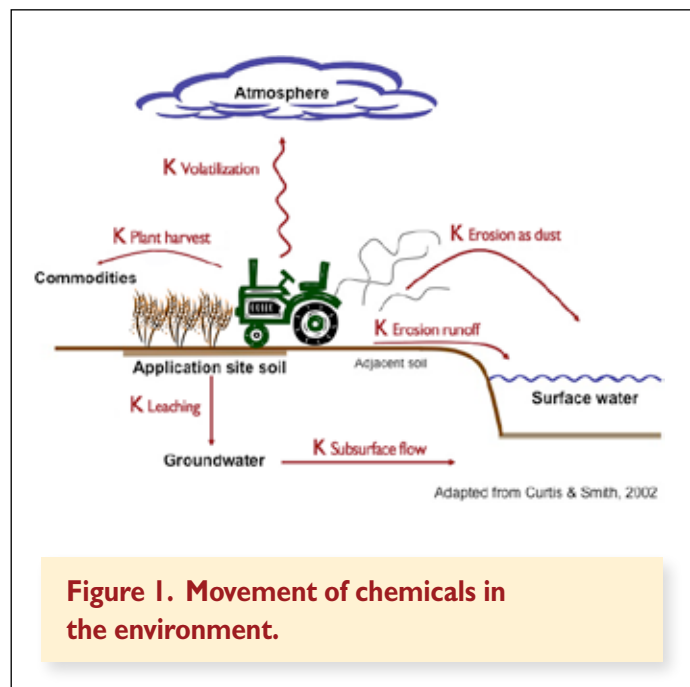 Atmosphere
K Volatilization
K Plant harvest
K Erosion as dust
Commodities
K Erosion runoff
Application site soil
Adjacent soil
K Leaching
Surface water
Groundwater
K Subsurface flow
Adapted from Curtis & Smith, 2002
Figure 1. Movement of chemicals in
the environment.